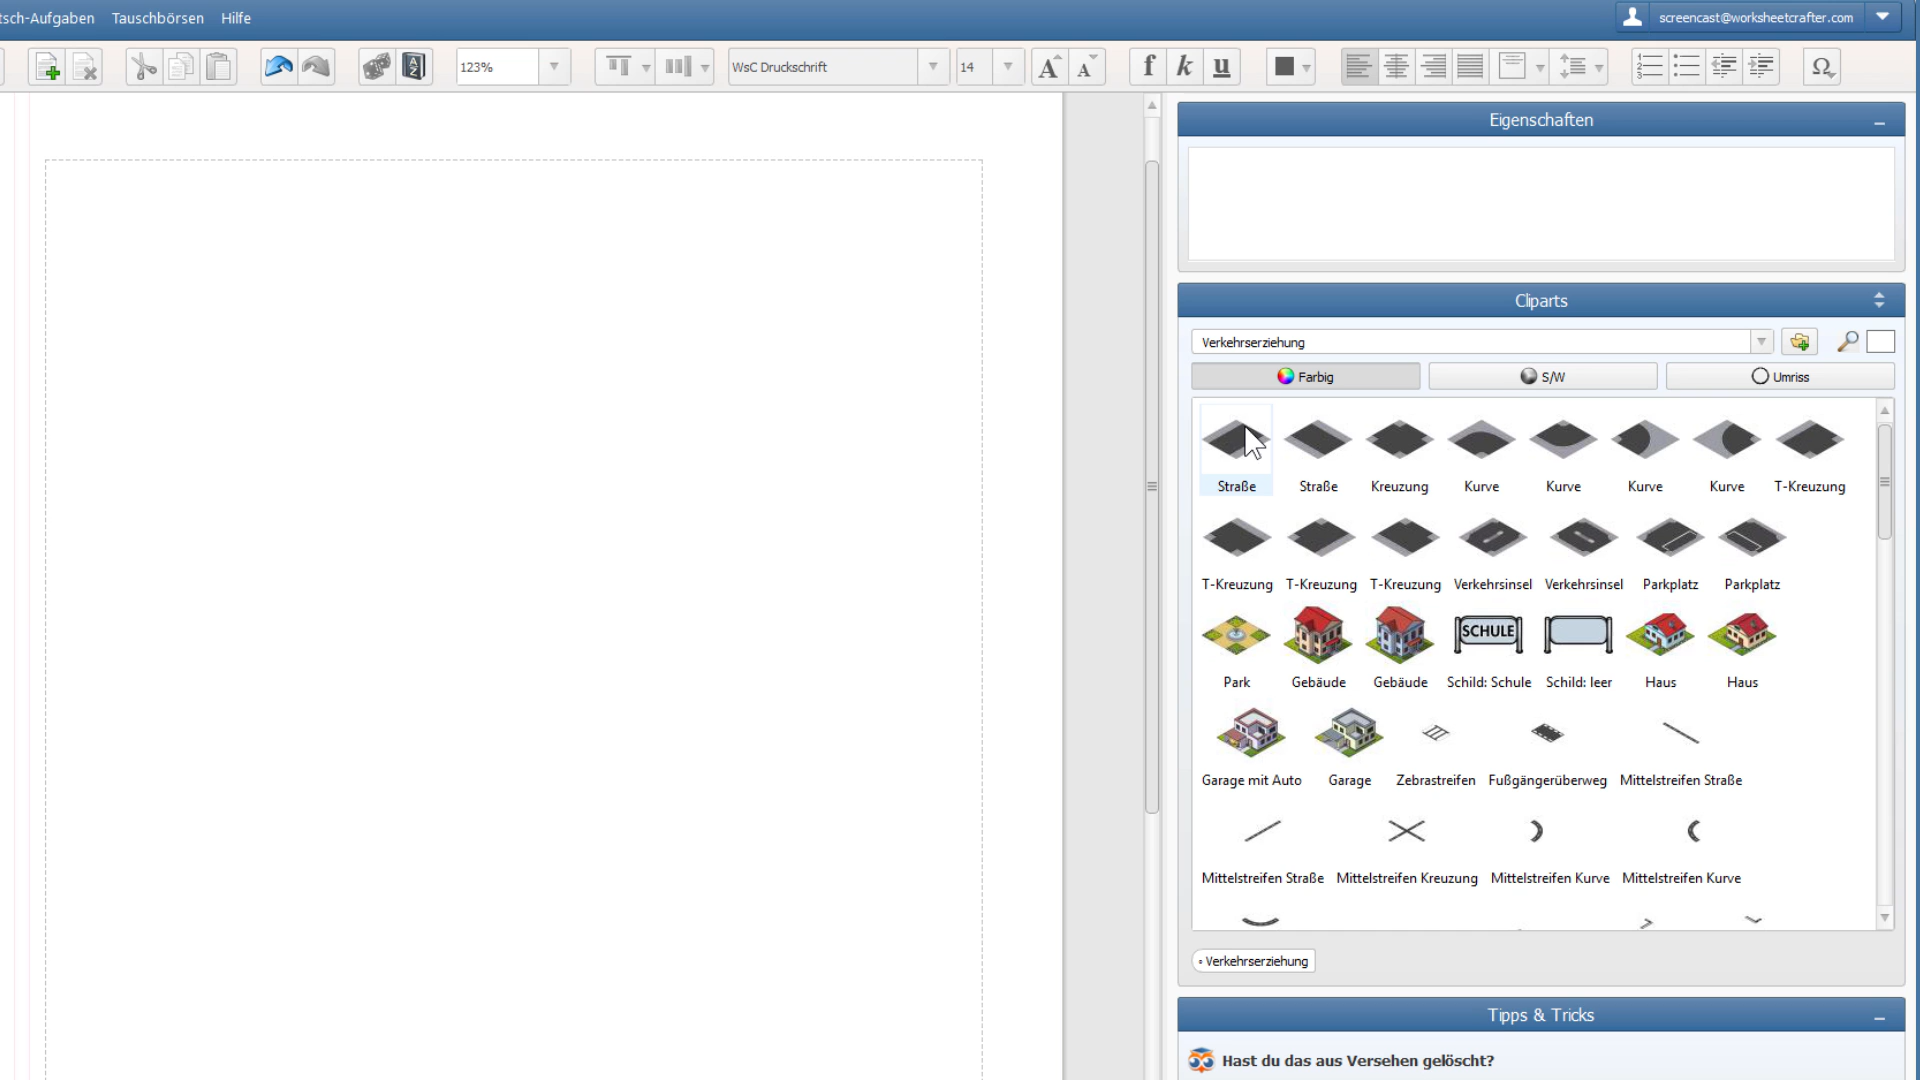 tsch-Aufgaben Tauschbörsen Hilfe
screencast@worksheetcrafter.com
123%
WsC Druckschrift
14
A A
f k u
Ω
Eigenschaften
Cliparts
Verkehrserziehung
Farbig S/W Umriss
Straße Straße Kreuzung Kurve Kurve Kurve Kurve T-Kreuzung
T-Kreuzung T-Kreuzung T-Kreuzung Verkehrsinsel Verkehrsinsel Parkplatz Parkplatz
SCHULE
Park Gebäude Gebäude Schild: Schule Schild: leer Haus Haus
Garage mit Auto Garage Zebrastreifen Fußgängerüberweg Mittelstreifen Straße
Mittelstreifen Straße Mittelstreifen Kreuzung Mittelstreifen Kurve Mittelstreifen Kurve
Verkehrserziehung
Tipps & Tricks
Hast du das aus Versehen gelöscht?